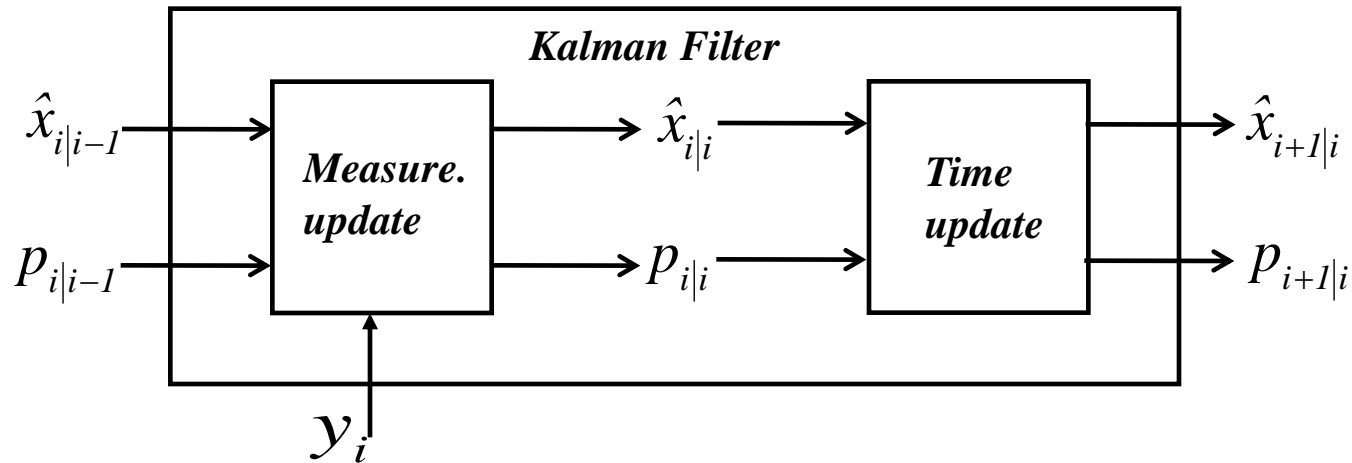 Kalman Filter
x̂_{i|i-1}
Measure.
update
x̂_{i|i}
Time
update
x̂_{i+1|i}
p_{i|i-1}
p_{i|i}
p_{i+1|i}
y_i